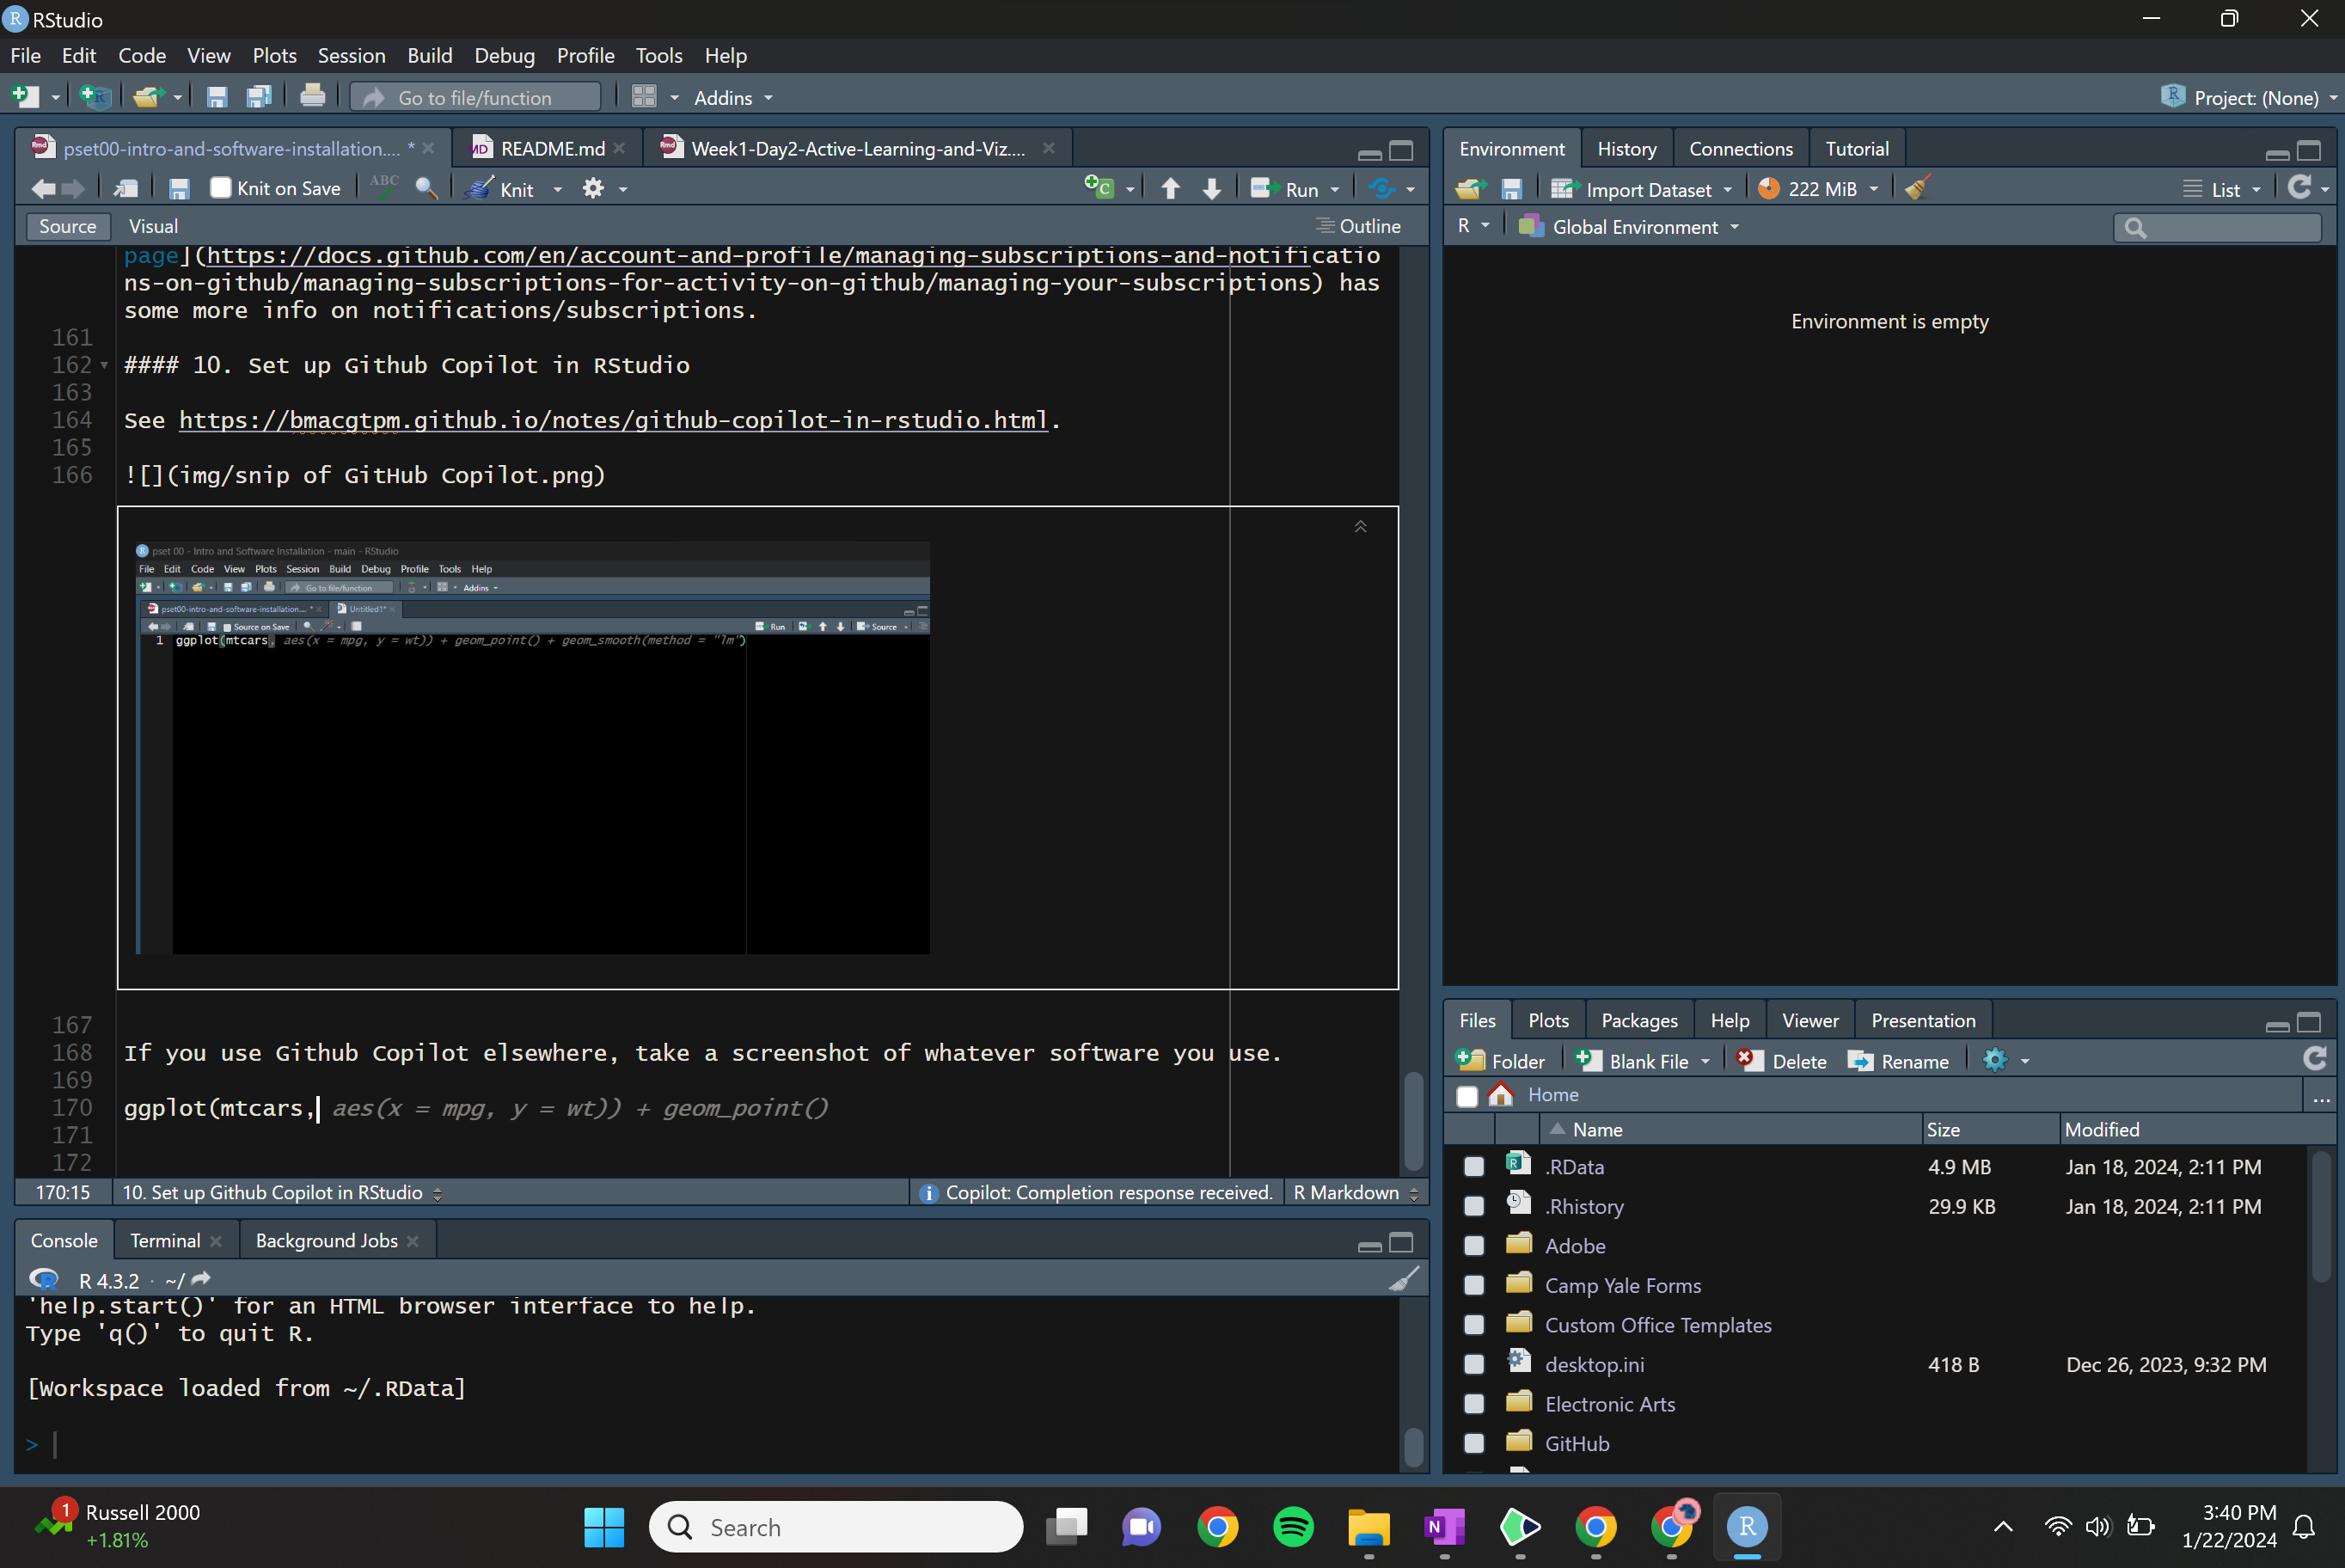 RStudio
File Edit Code View Plots Session Build Debug Profile Tools Help
Go to file/function Addins Project: (None)
pset00-intro-and-software-installation.... * README.md Week1-Day2-Active-Learning-and-Viz....
Knit on Save ABC Knit Run
Source Visual Outline
page](https://docs.github.com/en/account-and-profile/managing-subscriptions-and-notificatio
ns-on-github/managing-subscriptions-for-activity-on-github/managing-your-subscriptions) has
some more info on notifications/subscriptions.
161
162 #### 10. Set up Github Copilot in RStudio
163
164 See https://bmacgtpm.github.io/notes/github-copilot-in-rstudio.html.
165
166 ![](img/snip of GitHub Copilot.png)
pset 00 - Intro and Software Installation - main - RStudio
File Edit Code View Plots Session Build Debug Profile Tools Help
Go to file/function Addins
pset00-intro-and-software-installation.... * Untitled1*
Source on Save Run Source
1 ggplot(mtcars, aes(x = mpg, y = wt)) + geom_point() + geom_smooth(method = "lm")
167
168 If you use Github Copilot elsewhere, take a screenshot of whatever software you use.
169
170 ggplot(mtcars, aes(x = mpg, y = wt)) + geom_point()
171
172
170:15 10. Set up Github Copilot in RStudio Copilot: Completion response received. R Markdown
Console Terminal Background Jobs
R 4.3.2 · ~/
'help.start()' for an HTML browser interface to help.
Type 'q()' to quit R.
[Workspace loaded from ~/.RData]
>
Environment History Connections Tutorial
Import Dataset 222 MiB List
R Global Environment
Environment is empty
Files Plots Packages Help Viewer Presentation
Folder Blank File Delete Rename
Home ...
Name Size Modified
.RData 4.9 MB Jan 18, 2024, 2:11 PM
.Rhistory 29.9 KB Jan 18, 2024, 2:11 PM
Adobe
Camp Yale Forms
Custom Office Templates
desktop.ini 418 B Dec 26, 2023, 9:32 PM
Electronic Arts
GitHub
1 Russell 2000
+1.81%
Search
3:40 PM
1/22/2024